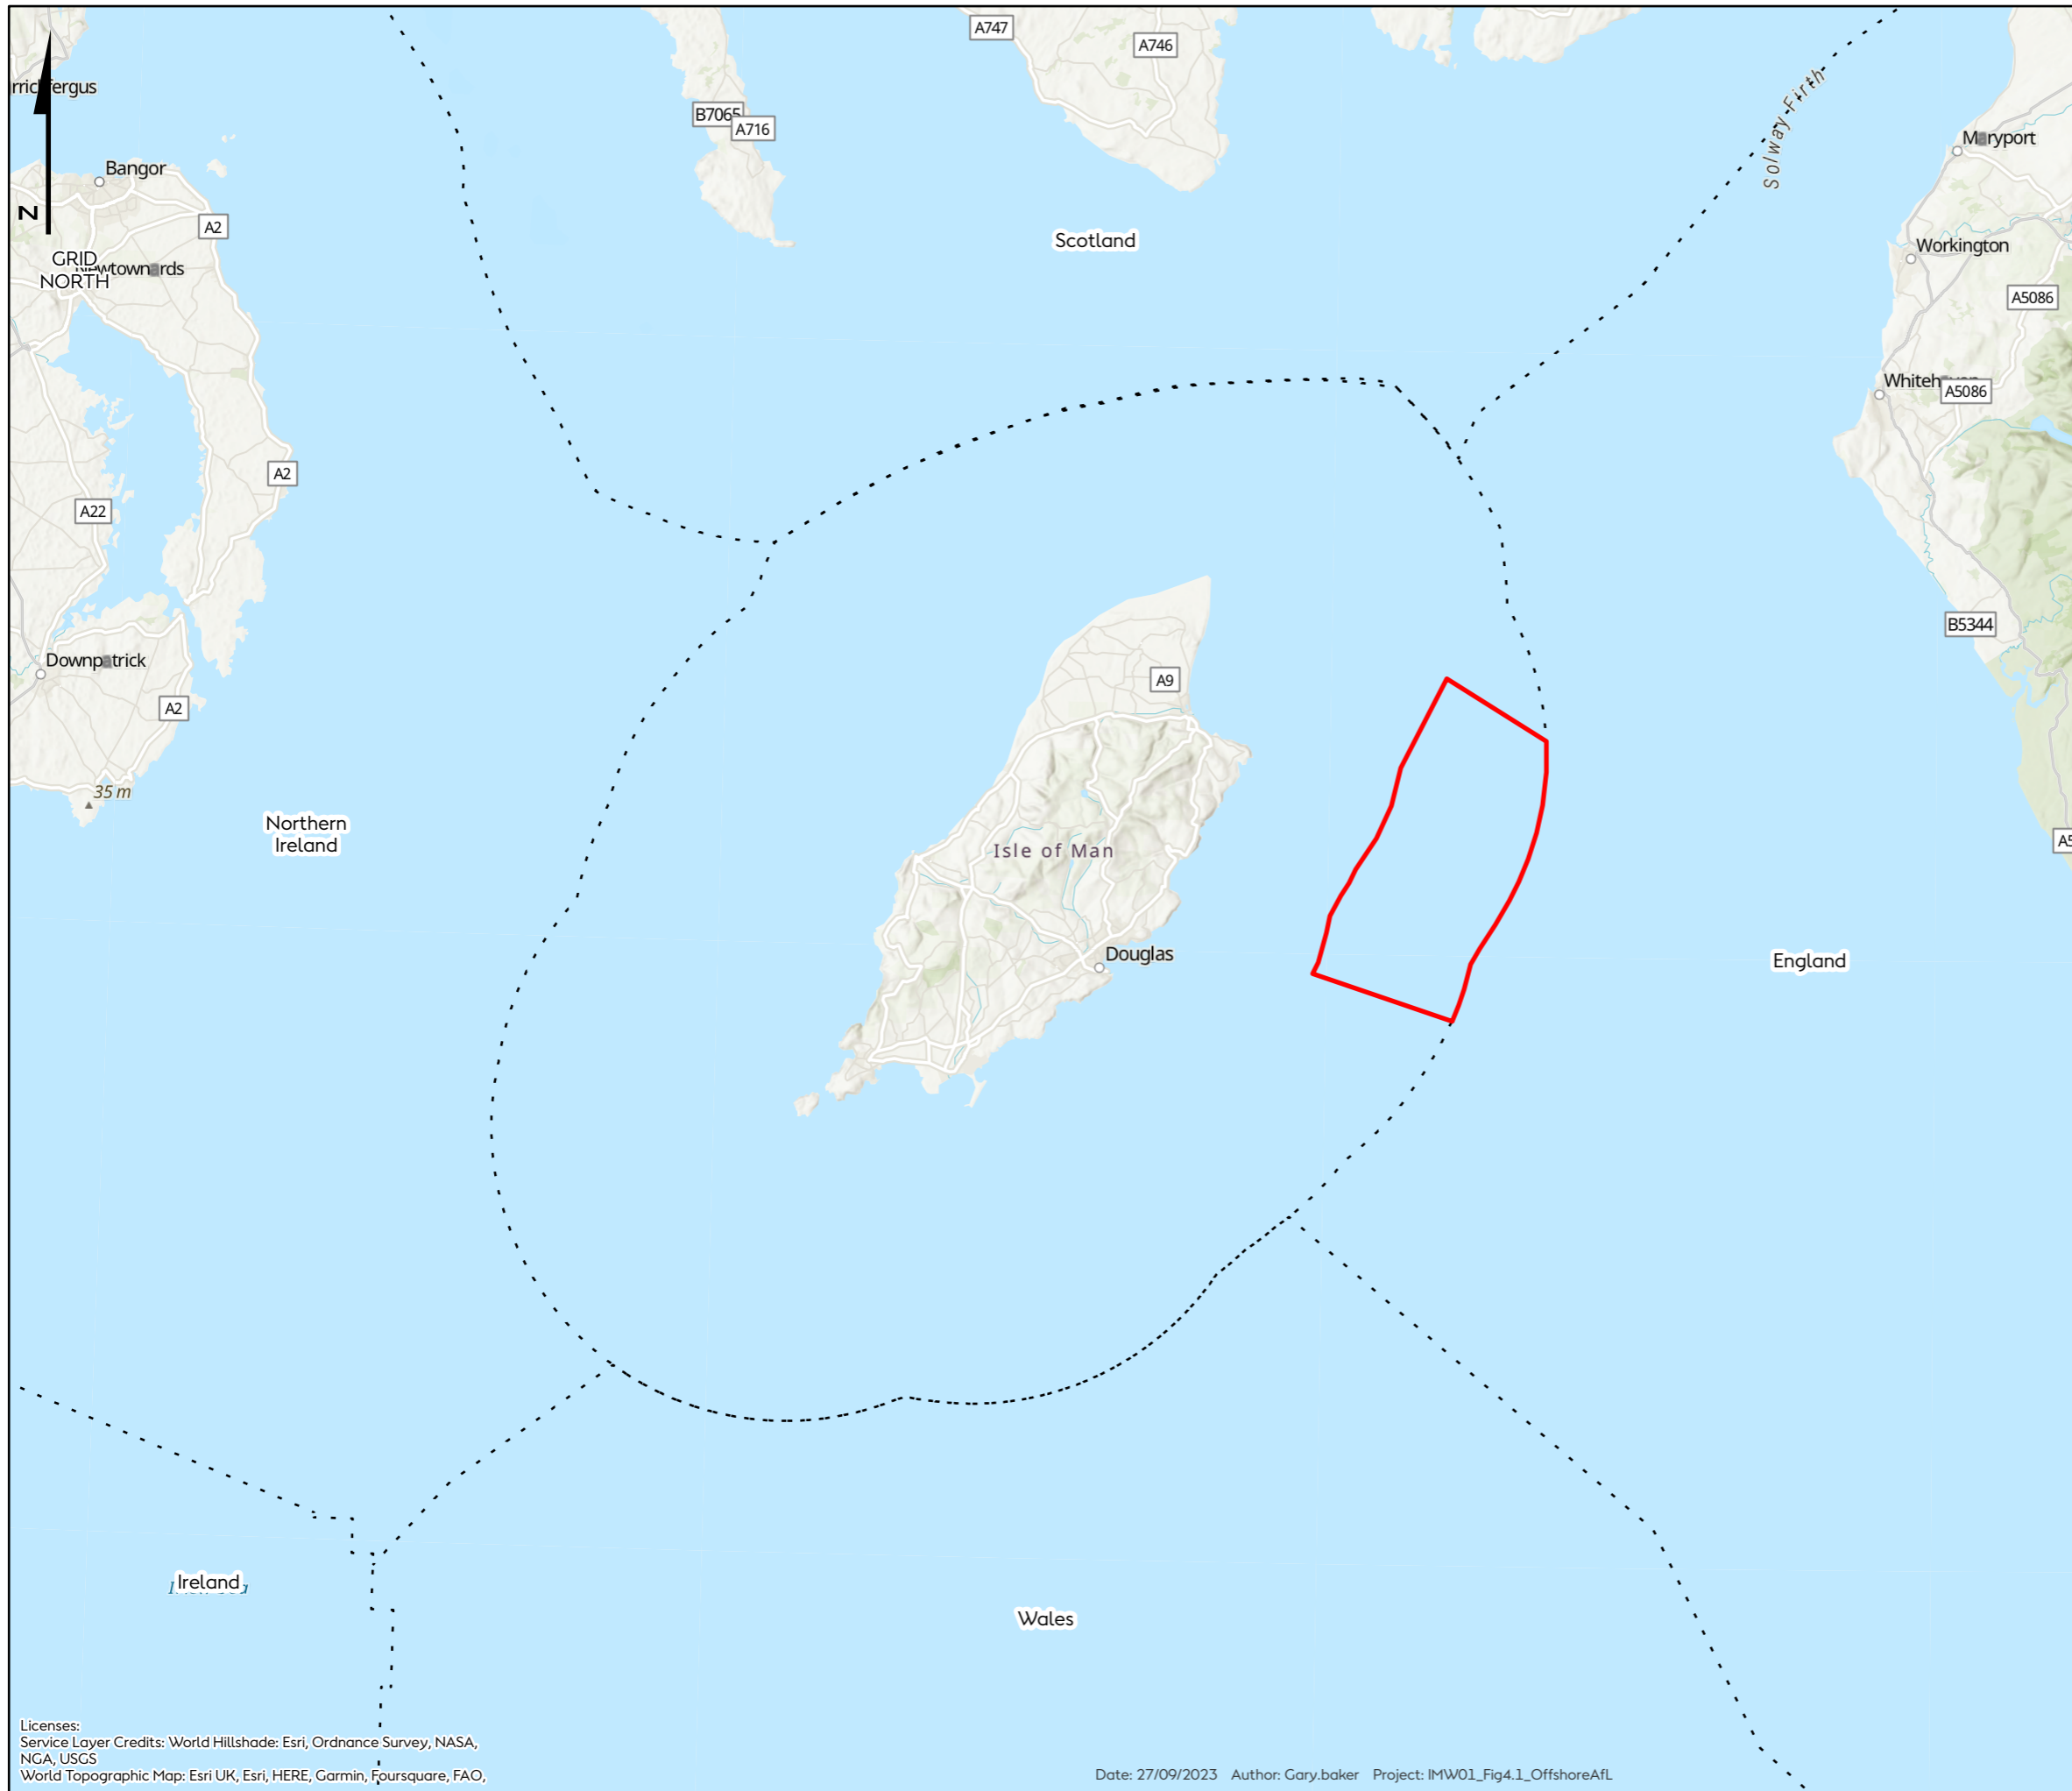 A747
A746
rrickfergus
B7065
A716
Solway Firth
Maryport
Bangor
N
A2
Workington
Scotland
GRID
NORTH
Newtownards
A5086
Whitehaven
A5086
A2
A22
B5344
Downpatrick
A9
A2
35 m
Northern
Ireland
Isle of Man
Douglas
England
A5
Ireland
Wales
Licenses:
Service Layer Credits: World Hillshade: Esri, Ordnance Survey, NASA,
NGA, USGS
World Topographic Map: Esri UK, Esri, HERE, Garmin, Foursquare, FAO,
Date: 27/09/2023 Author: Gary.baker Project: IMW01_Fig4.1_OffshoreAfL